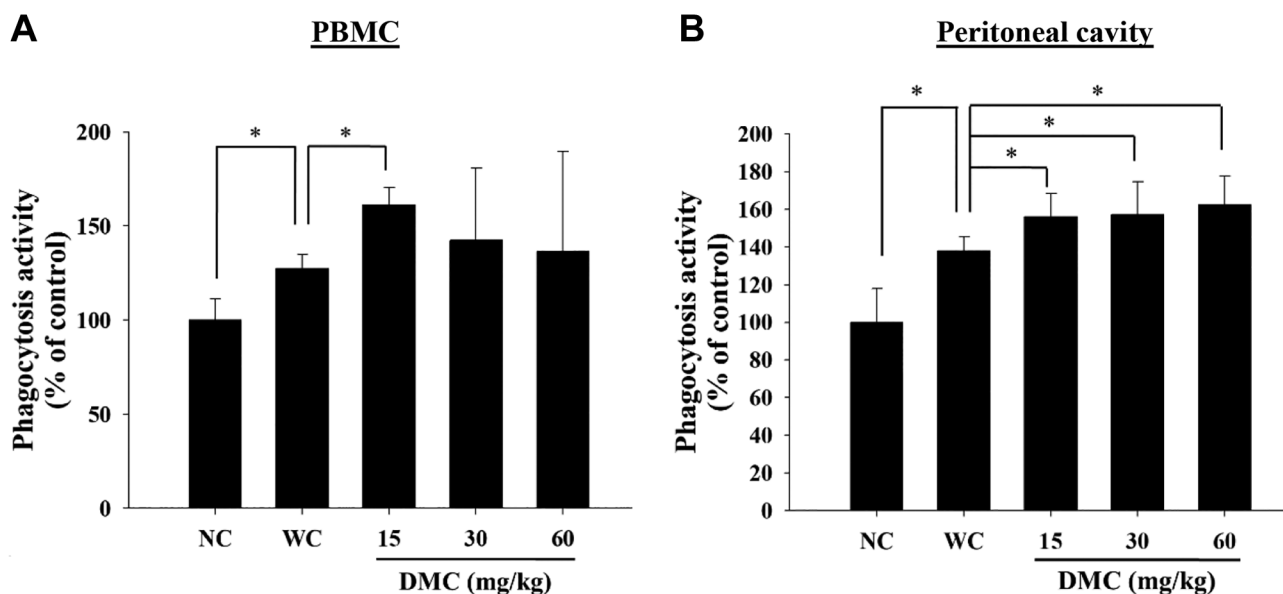 A
PBMC
Phagocytosis activity
(% of control)
200
150
100
50
0
*
*
NC
WC
15
30
60
DMC (mg/kg)
B
Peritoneal cavity
Phagocytosis activity
(% of control)
200
180
160
140
120
100
80
60
40
20
0
*
*
*
*
NC
WC
15
30
60
DMC (mg/kg)